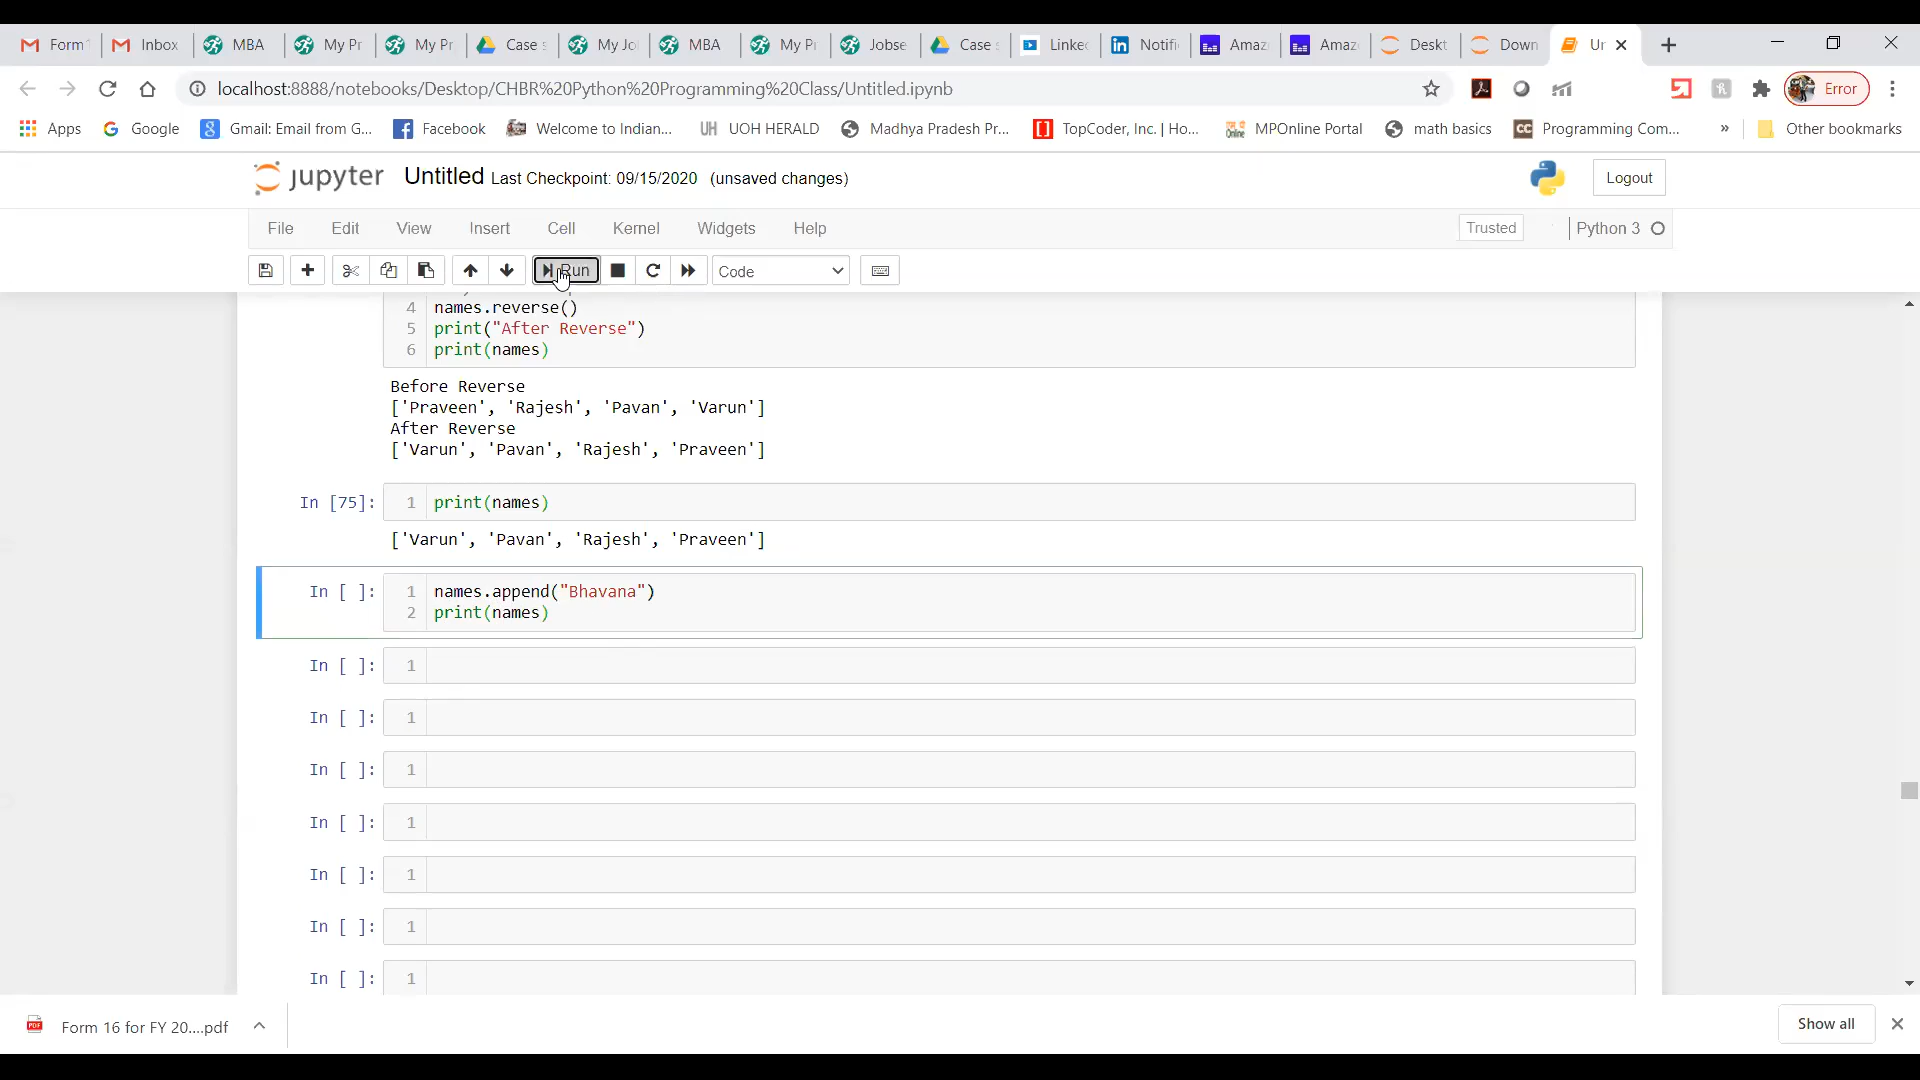 Form Inbox MBA My Pr My Pr Case s My Jo MBA My Pi Jobse Case Linke Notifi Amaz Amaz Deskt Down Ur
localhost:8888/notebooks/Desktop/CHBR%20Python%20Programming%20Class/Untitled.ipynb Error
Apps Google Gmail: Email from G... Facebook Welcome to Indian... UH UOH HERALD Madhya Pradesh Pr... TopCoder, Inc. | Ho... MPOnline Portal math basics CC Programming Com... » Other bookmarks
jupyter Untitled Last Checkpoint: 09/15/2020 (unsaved changes) Logout
File Edit View Insert Cell Kernel Widgets Help Trusted Python 3
Run Code
4 names.reverse()
5 print("After Reverse")
6 print(names)
Before Reverse
['Praveen', 'Rajesh', 'Pavan', 'Varun']
After Reverse
['Varun', 'Pavan', 'Rajesh', 'Praveen']
In [75]: 1 print(names)
['Varun', 'Pavan', 'Rajesh', 'Praveen']
In [ ]: 1 names.append("Bhavana")
2 print(names)
In [ ]: 1
In [ ]: 1
In [ ]: 1
In [ ]: 1
In [ ]: 1
In [ ]: 1
In [ ]: 1
PDF Form 16 for FY 20....pdf Show all